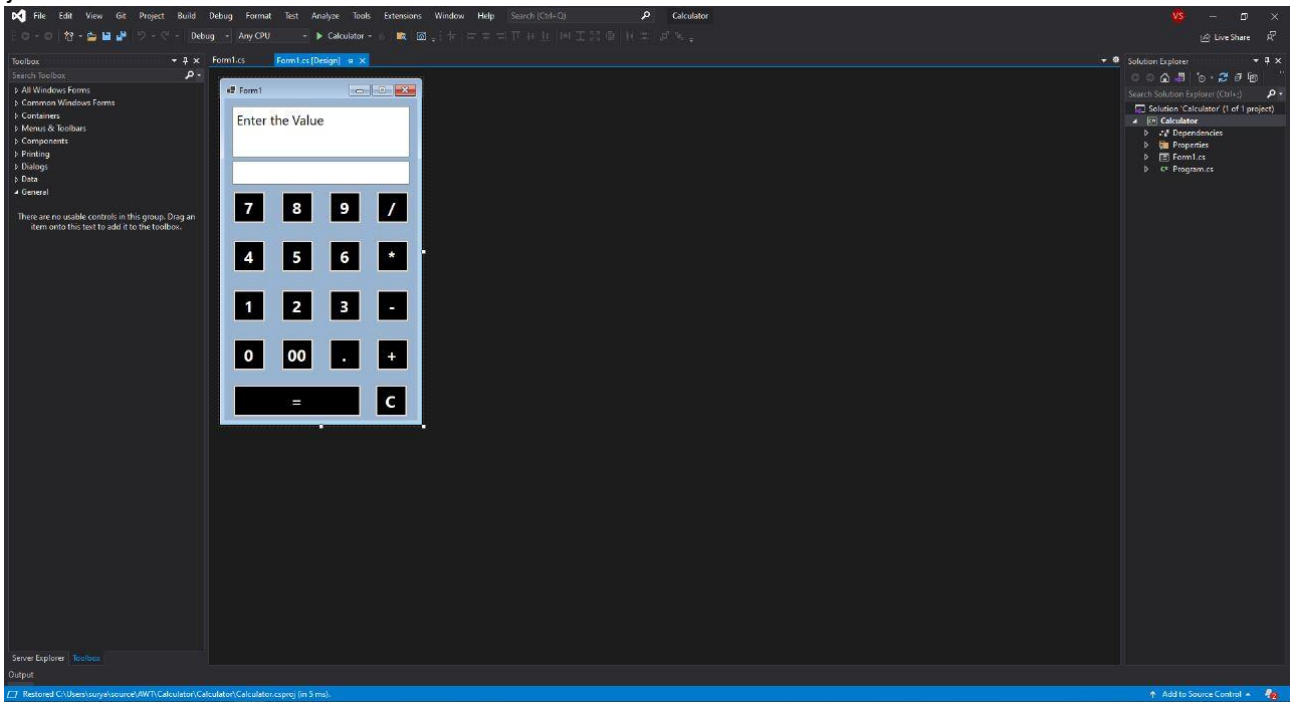 File Edit View Git Project Build Debug Format Test Analyze Tools Extensions Window Help Search (Ctrl+Q) Calculator VS
Debug Any CPU Calculator Live Share
Toolbox Form1.cs Form1.cs [Design] Solution Explorer
Search Toolbox
All Windows Forms
Common Windows Forms
Containers
Menus & Toolbars
Components
Printing
Dialogs
Data
General
There are no usable controls in this group. Drag an
item onto this text to add it to the toolbox.
Form1
Enter the Value
7 8 9 /
4 5 6 *
1 2 3 -
0 00 . +
= C
Search Solution Explorer (Ctrl+;)
Solution 'Calculator' (1 of 1 project)
C# Calculator
Dependencies
Properties
Form1.cs
C# Program.cs
Server Explorer Toolbox
Output
Restored C:\Users\surya\source\AWT\Calculator\Calculator\Calculator.csproj (in 5 ms).
Add to Source Control 2